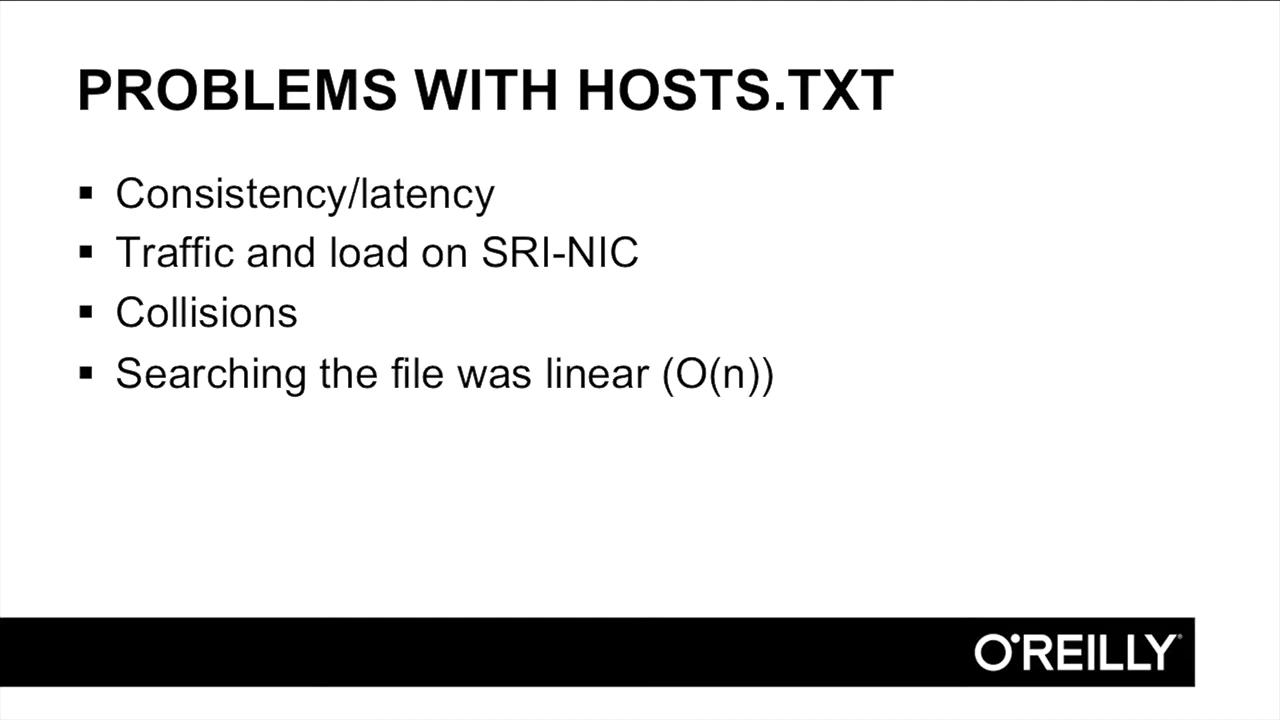 PROBLEMS WITH HOSTS.TXT
▪ Consistency/latency
▪ Traffic and load on SRI-NIC
▪ Collisions
▪ Searching the file was linear (O(n))
O'REILLY®